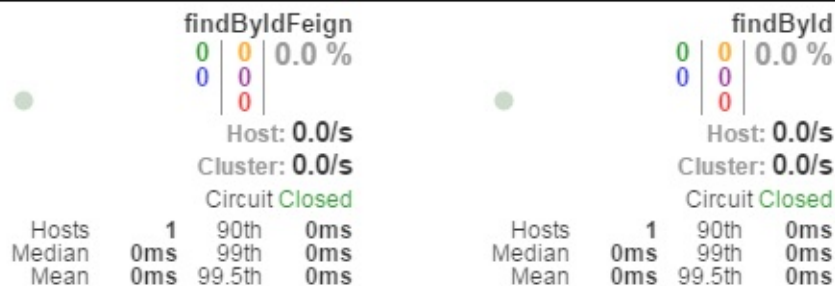 findByIdFeign
0 0 0.0 %
0 0
0
Host: 0.0/s
Cluster: 0.0/s
Circuit Closed
Hosts 1 90th 0ms
Median 0ms 99th 0ms
Mean 0ms 99.5th 0ms
findById
0 0 0.0 %
0 0
0
Host: 0.0/s
Cluster: 0.0/s
Circuit Closed
Hosts 1 90th 0ms
Median 0ms 99th 0ms
Mean 0ms 99.5th 0ms